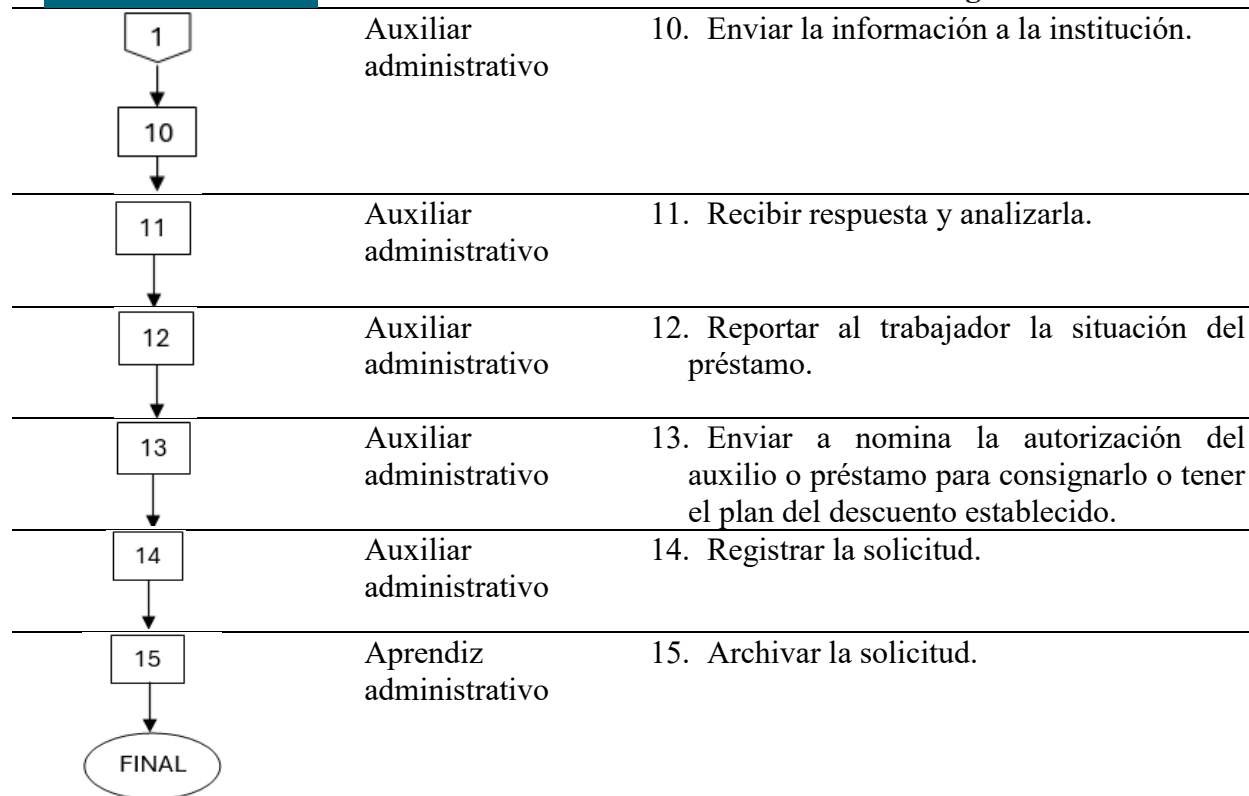 1
Auxiliar
administrativo
10. Enviar la información a la institución.
10
11
Auxiliar
administrativo
11. Recibir respuesta y analizarla.
12
Auxiliar
administrativo
12. Reportar al trabajador la situación del
préstamo.
13
Auxiliar
administrativo
13. Enviar a nomina la autorización del
auxilio o préstamo para consignarlo o tener
el plan del descuento establecido.
14
Auxiliar
administrativo
14. Registrar la solicitud.
15
Aprendiz
administrativo
15. Archivar la solicitud.
FINAL